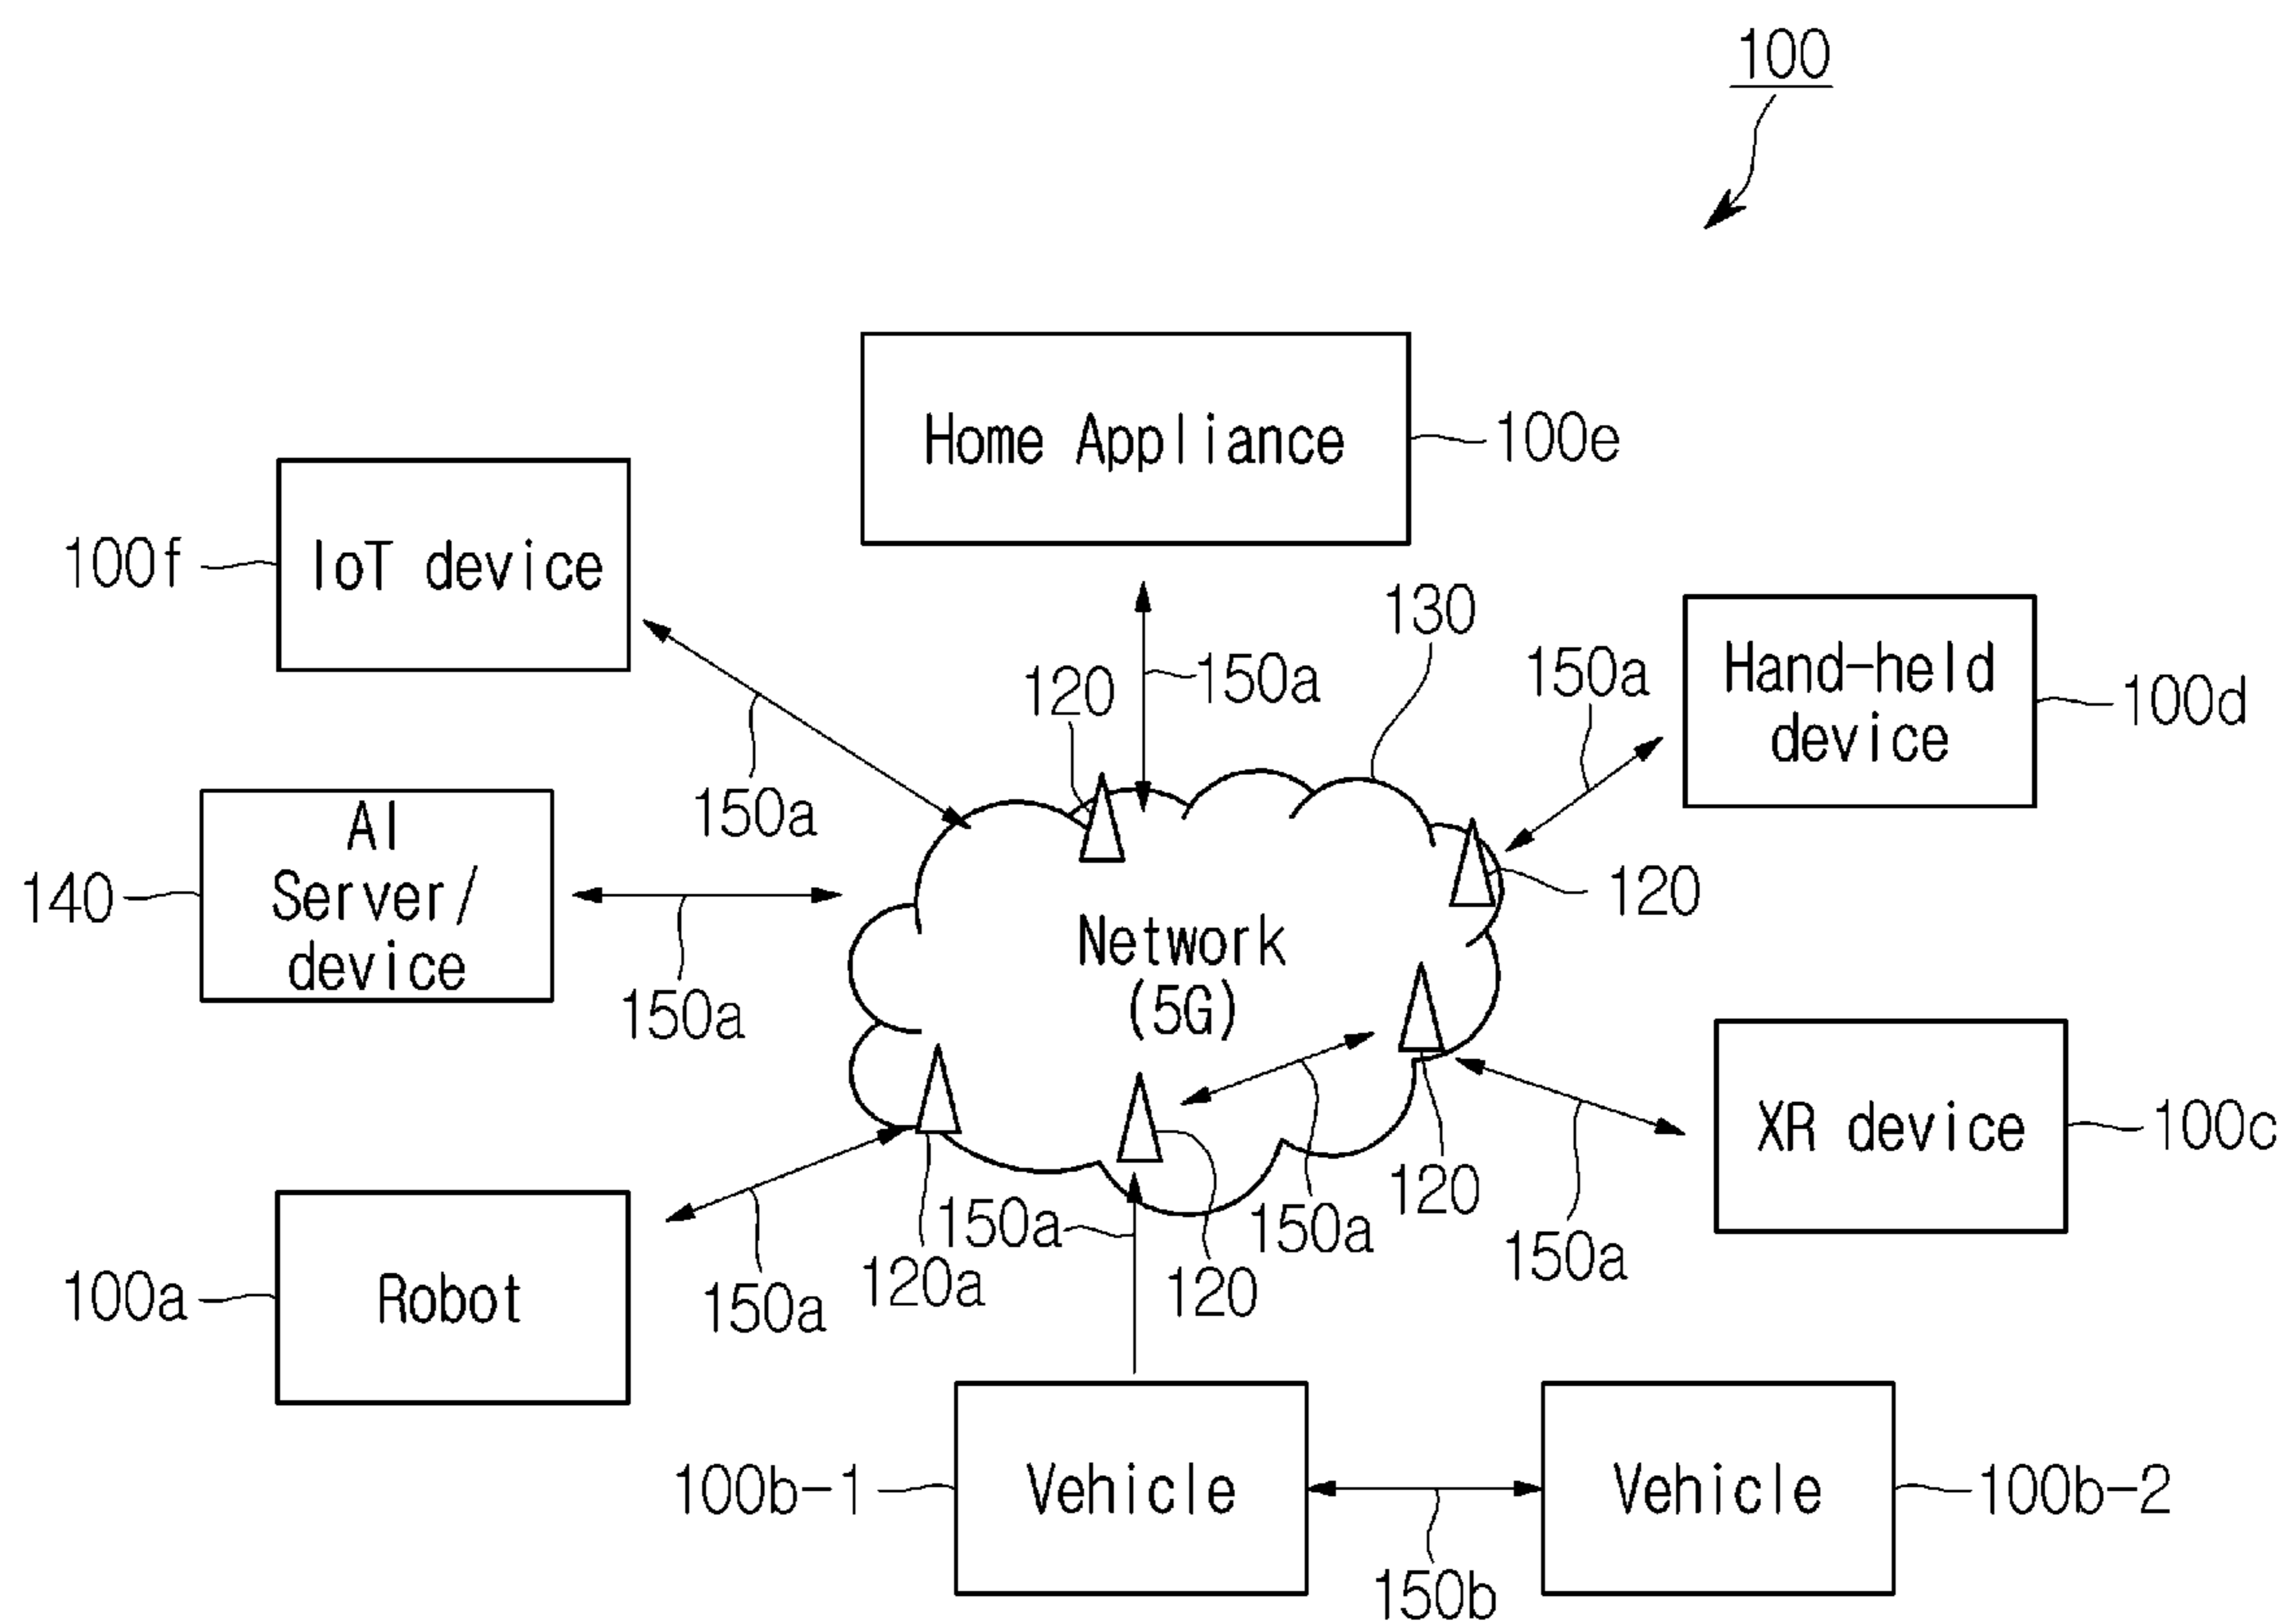 100
Home Appliance
100e
IoT device
100f
130
Hand-held
device
100d
150a
120
150a
150a
AI
Server/
device
140
150a
120
Network
(5G)
XR device
100c
150a
120
150a
150a
120
120a
150a
Robot
100a
150a
Vehicle
100b-1
Vehicle
100b-2
150b